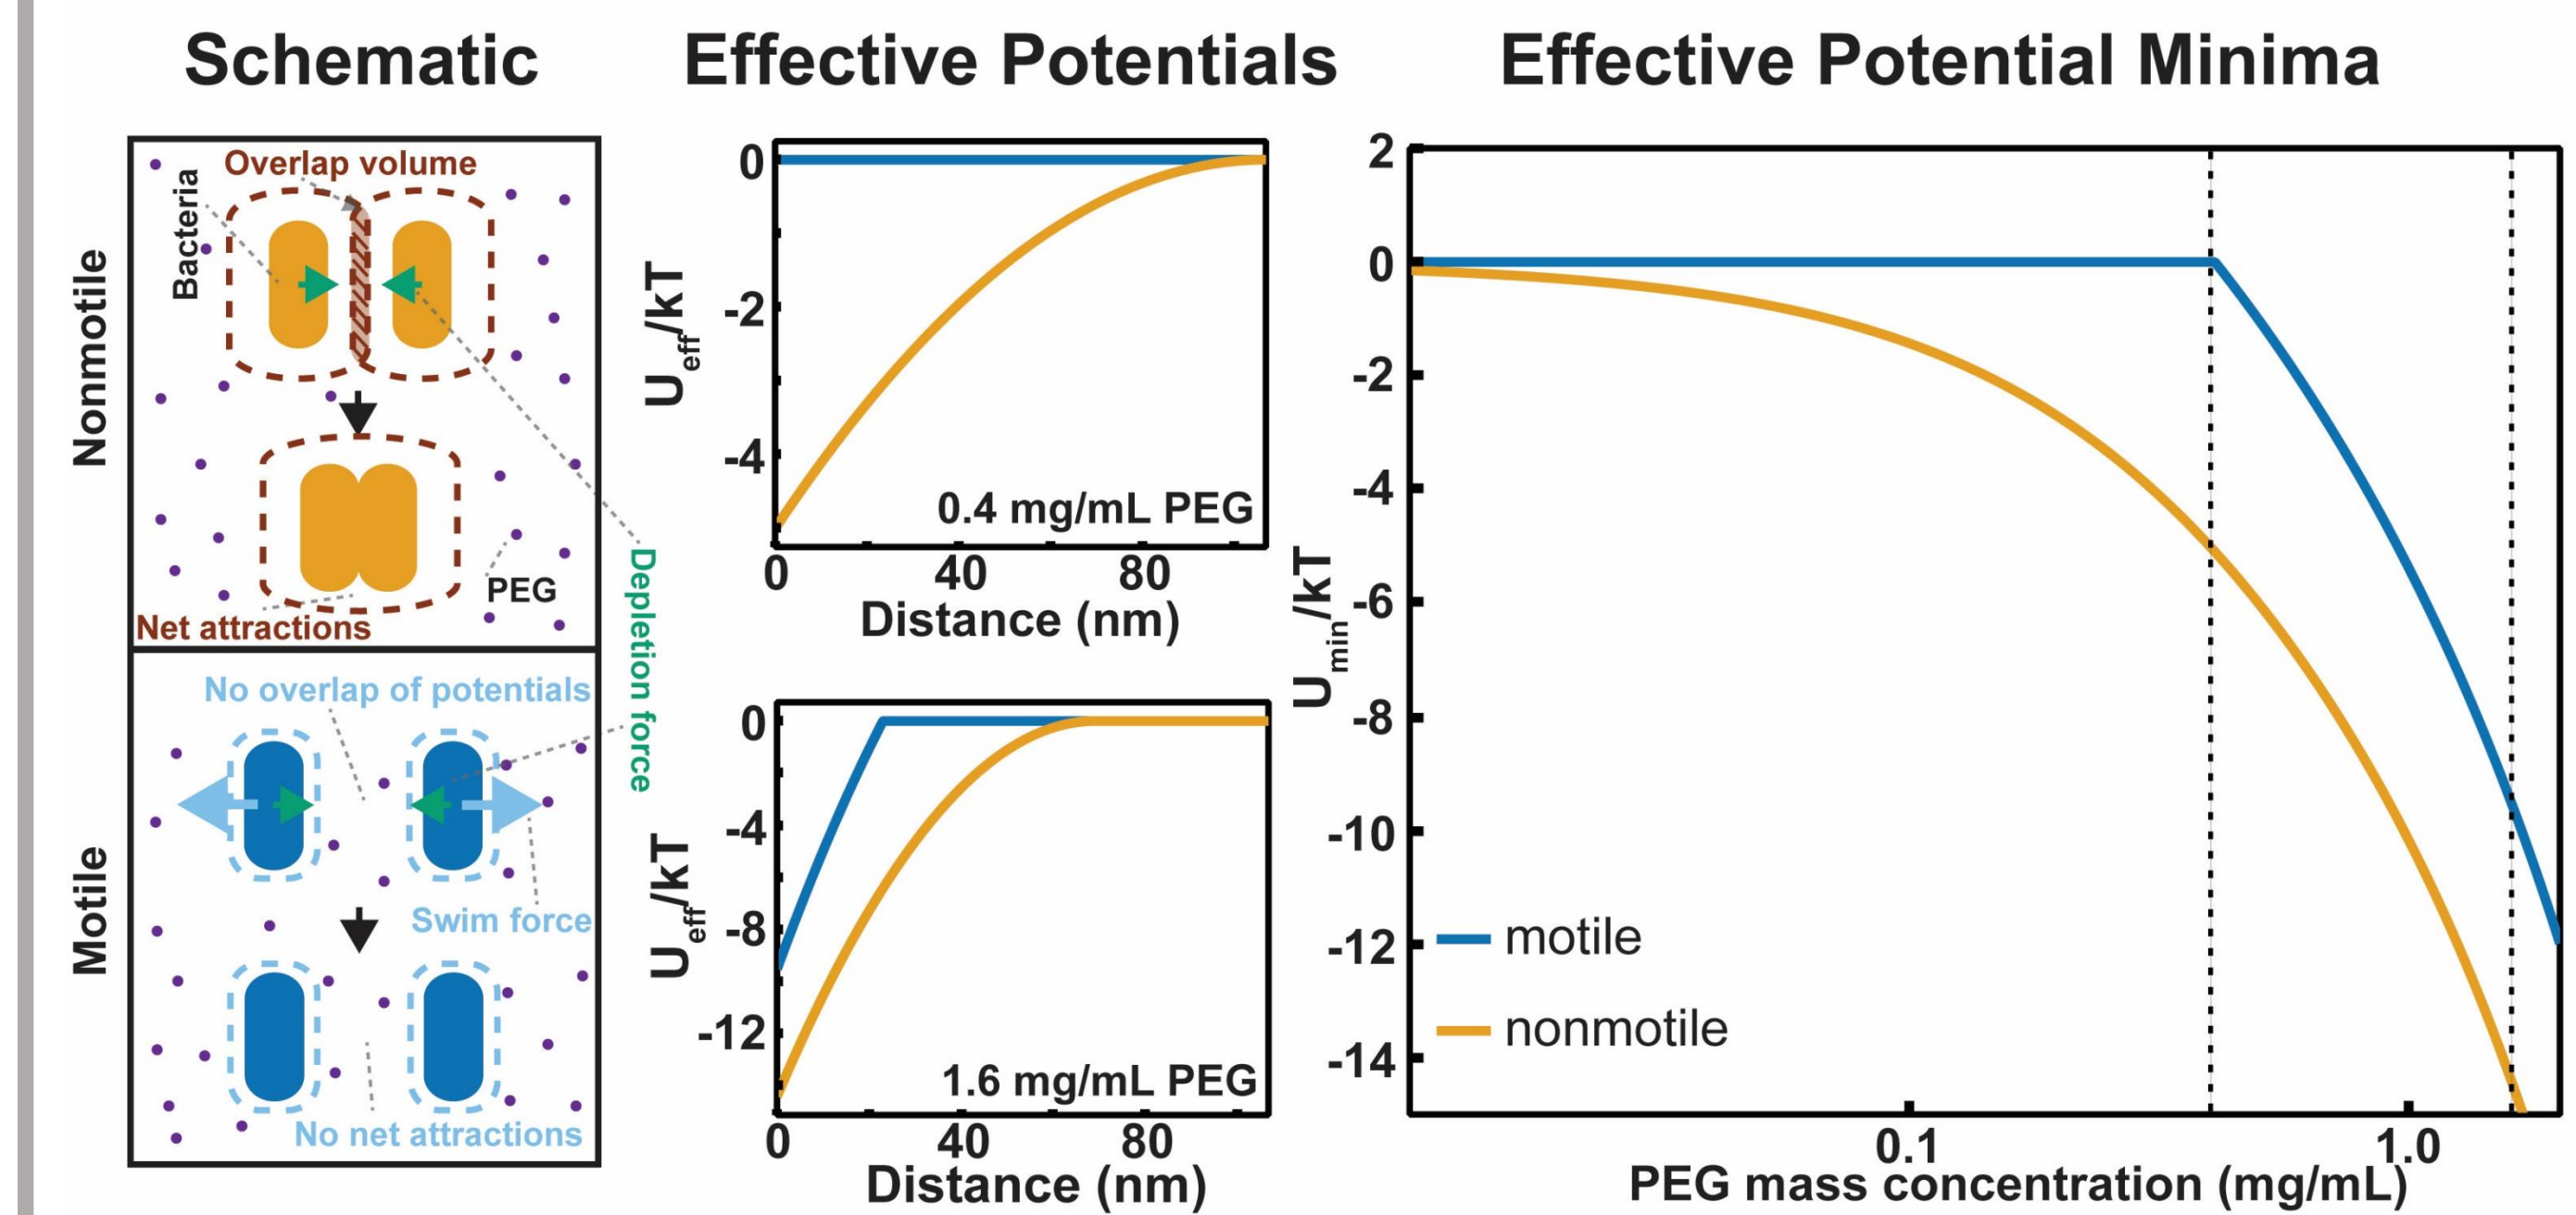 Schematic
Effective Potentials
Effective Potential Minima
Nonmotile
Overlap volume
Bacteria
PEG
Net attractions
Depletion force
Motile
No overlap of potentials
Swim force
No net attractions
U_eff/kT
0
-2
-4
0.4 mg/mL PEG
0 40 80
Distance (nm)
U_eff/kT
0
-4
-8
-12
1.6 mg/mL PEG
0 40 80
Distance (nm)
U_min/kT
2
0
-2
-4
-6
-8
-10
-12
-14
motile
nonmotile
0.1 1.0
PEG mass concentration (mg/mL)